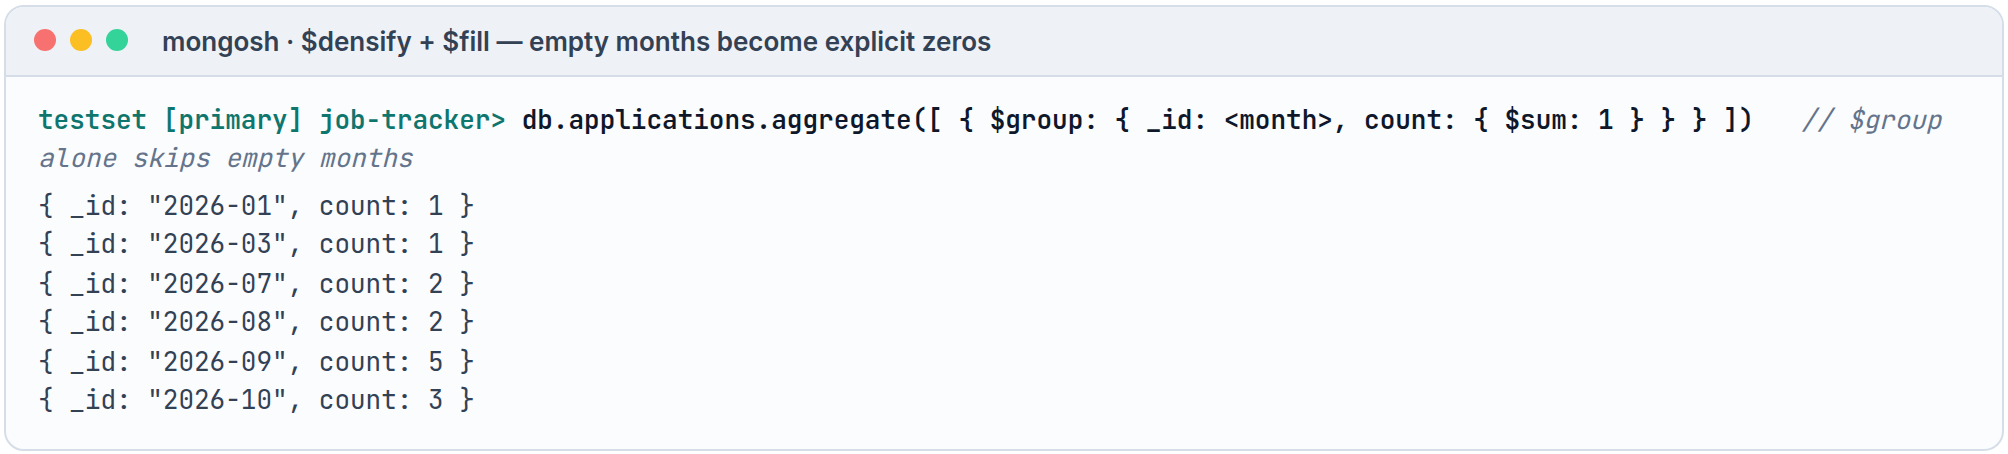 mongosh · $densify + $fill — empty months become explicit zeros
testset [primary] job-tracker> db.applications.aggregate([ { $group: { _id: <month>, count: { $sum: 1 } } } ])   // $group
alone skips empty months
{ _id: "2026-01", count: 1 }
{ _id: "2026-03", count: 1 }
{ _id: "2026-07", count: 2 }
{ _id: "2026-08", count: 2 }
{ _id: "2026-09", count: 5 }
{ _id: "2026-10", count: 3 }